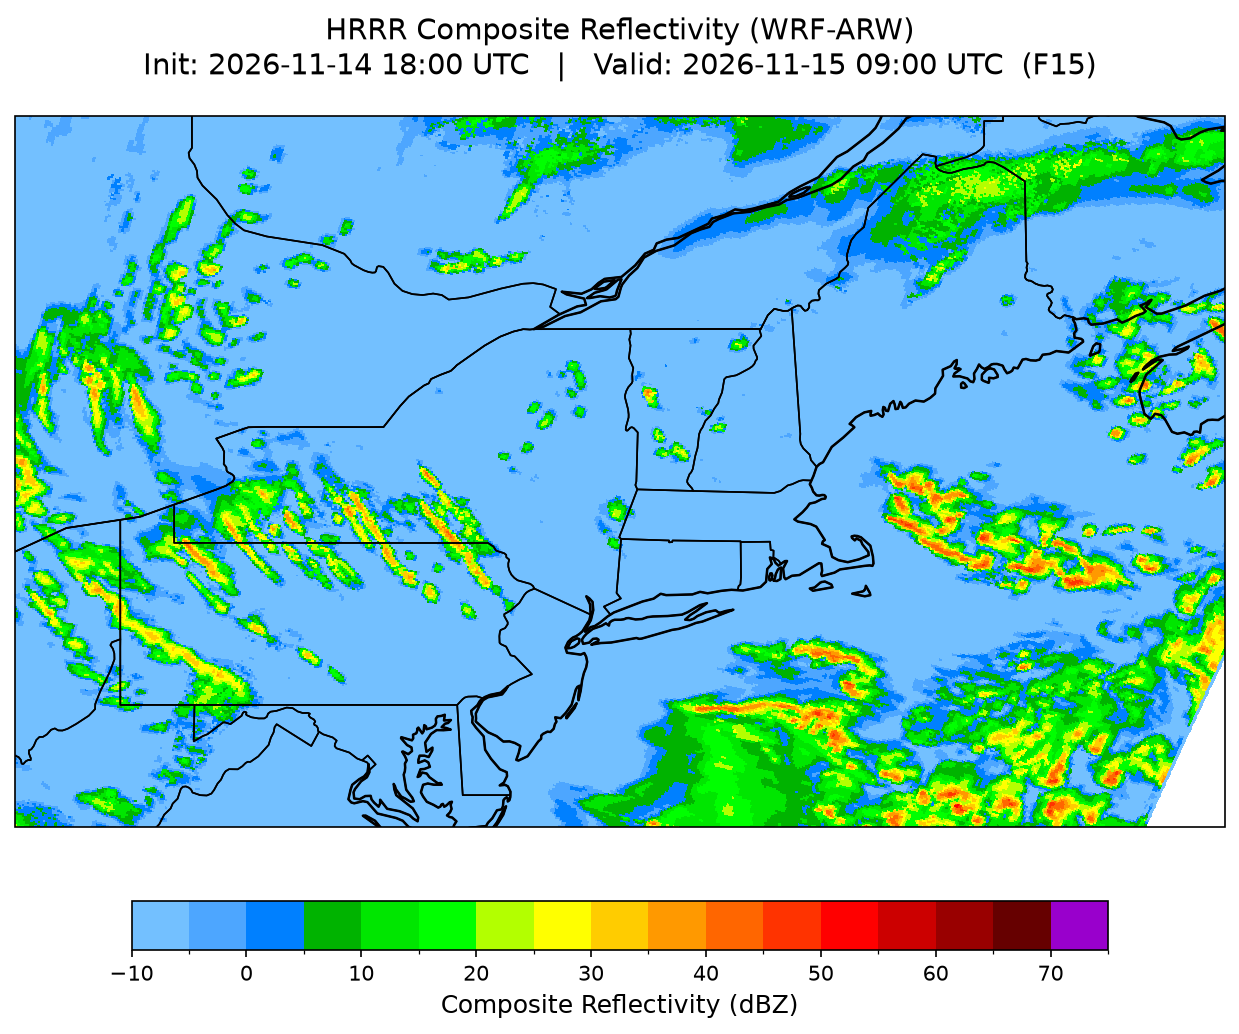 HRRR Composite Reflectivity (WRF-ARW)
Init: 2026-11-14 18:00 UTC | Valid: 2026-11-15 09:00 UTC (F15)
−10 0 10 20 30 40 50 60 70
Composite Reflectivity (dBZ)